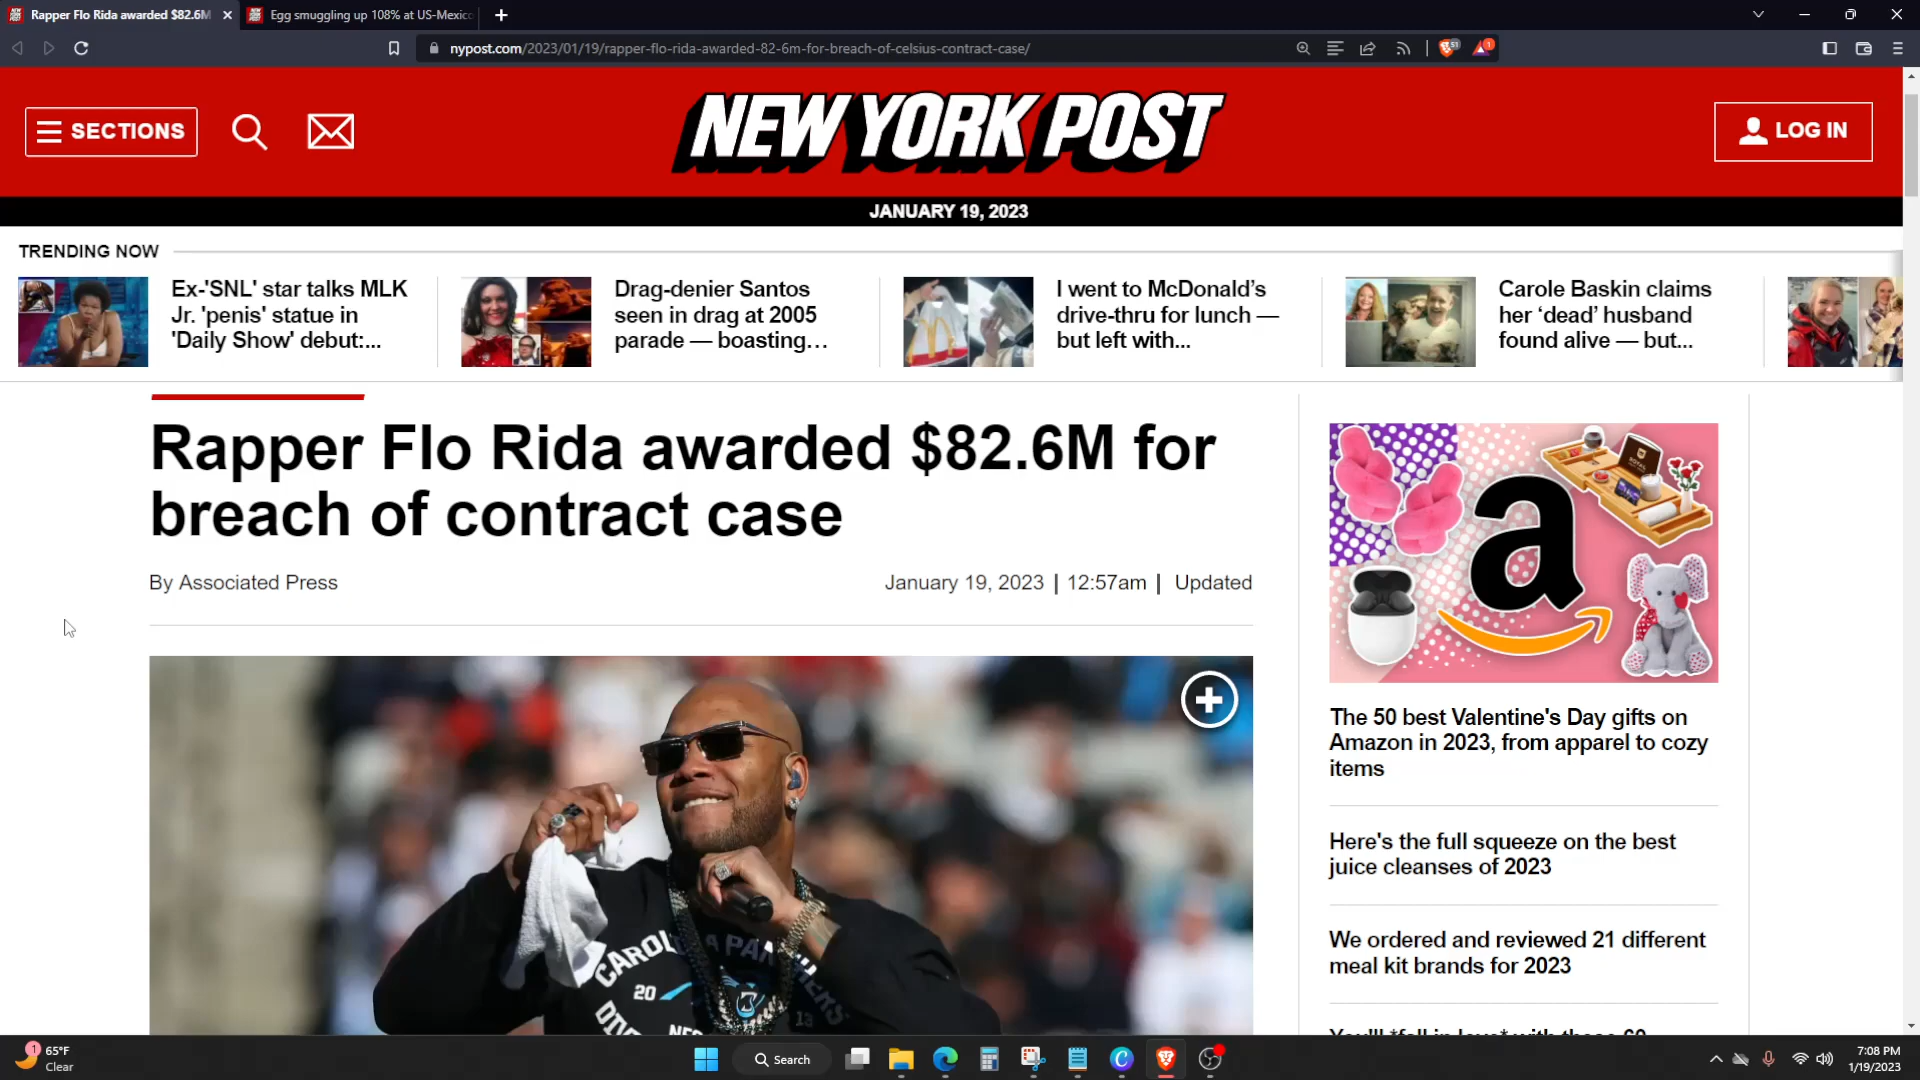 Rapper Flo Rida awarded $82.6M
Egg smuggling up 108% at US-Mexico
nypost.com/2023/01/19/rapper-flo-rida-awarded-82-6m-for-breach-of-celsius-contract-case/
51
1
SECTIONS
NEW YORK POST
LOG IN
JANUARY 19, 2023
TRENDING NOW
Ex-'SNL' star talks MLK
Jr. 'penis' statue in
'Daily Show' debut:...
Drag-denier Santos
seen in drag at 2005
parade — boasting...
I went to McDonald’s
drive-thru for lunch —
but left with...
Carole Baskin claims
her ‘dead’ husband
found alive — but...
Rapper Flo Rida awarded $82.6M for
breach of contract case
By Associated Press
January 19, 2023 | 12:57am | Updated
CAROLINA PANTHERS
20
13
a
The 50 best Valentine's Day gifts on
Amazon in 2023, from apparel to cozy
items
Here's the full squeeze on the best
juice cleanses of 2023
We ordered and reviewed 21 different
meal kit brands for 2023
1
65°F
Clear
Search
7:08 PM
1/19/2023